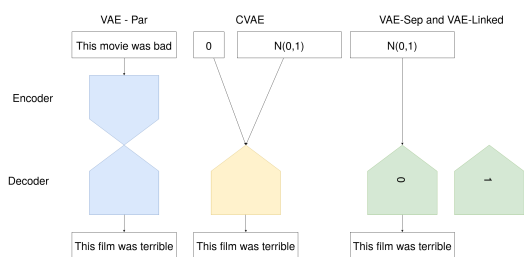 VAE - Par
CVAE
VAE-Sep and VAE-Linked
This movie was bad
0
N(0,1)
N(0,1)
Encoder
Decoder
0
1
This film was terrible
This film was terrible
This film was terrible